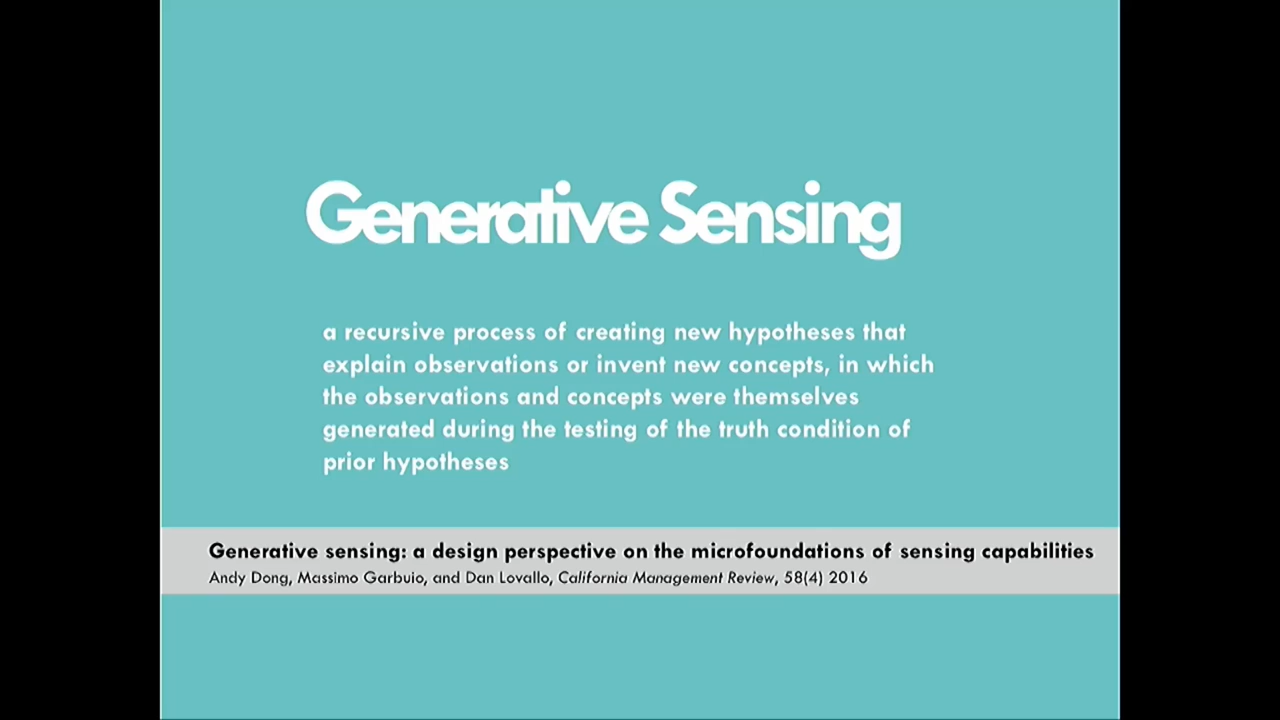 Generative Sensing
a recursive process of creating new hypotheses that
explain observations or invent new concepts, in which
the observations and concepts were themselves
generated during the testing of the truth condition of
prior hypotheses
Generative sensing: a design perspective on the microfoundations of sensing capabilities
Andy Dong, Massimo Garbuio, and Dan Lovallo, California Management Review, 58(4) 2016